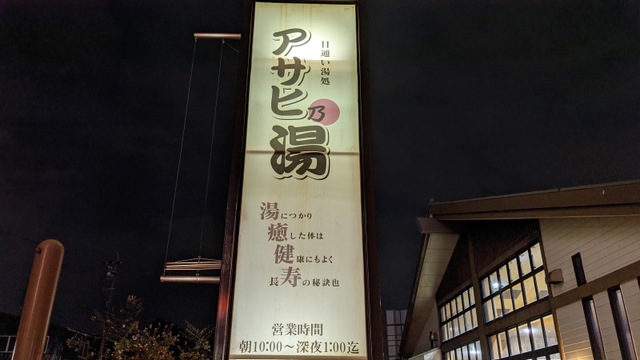 日通い湯処
アサヒ乃湯
湯につかり
癒した体は
健康にもよく
長寿の秘訣也
営業時間
朝10:00～深夜1:00迄